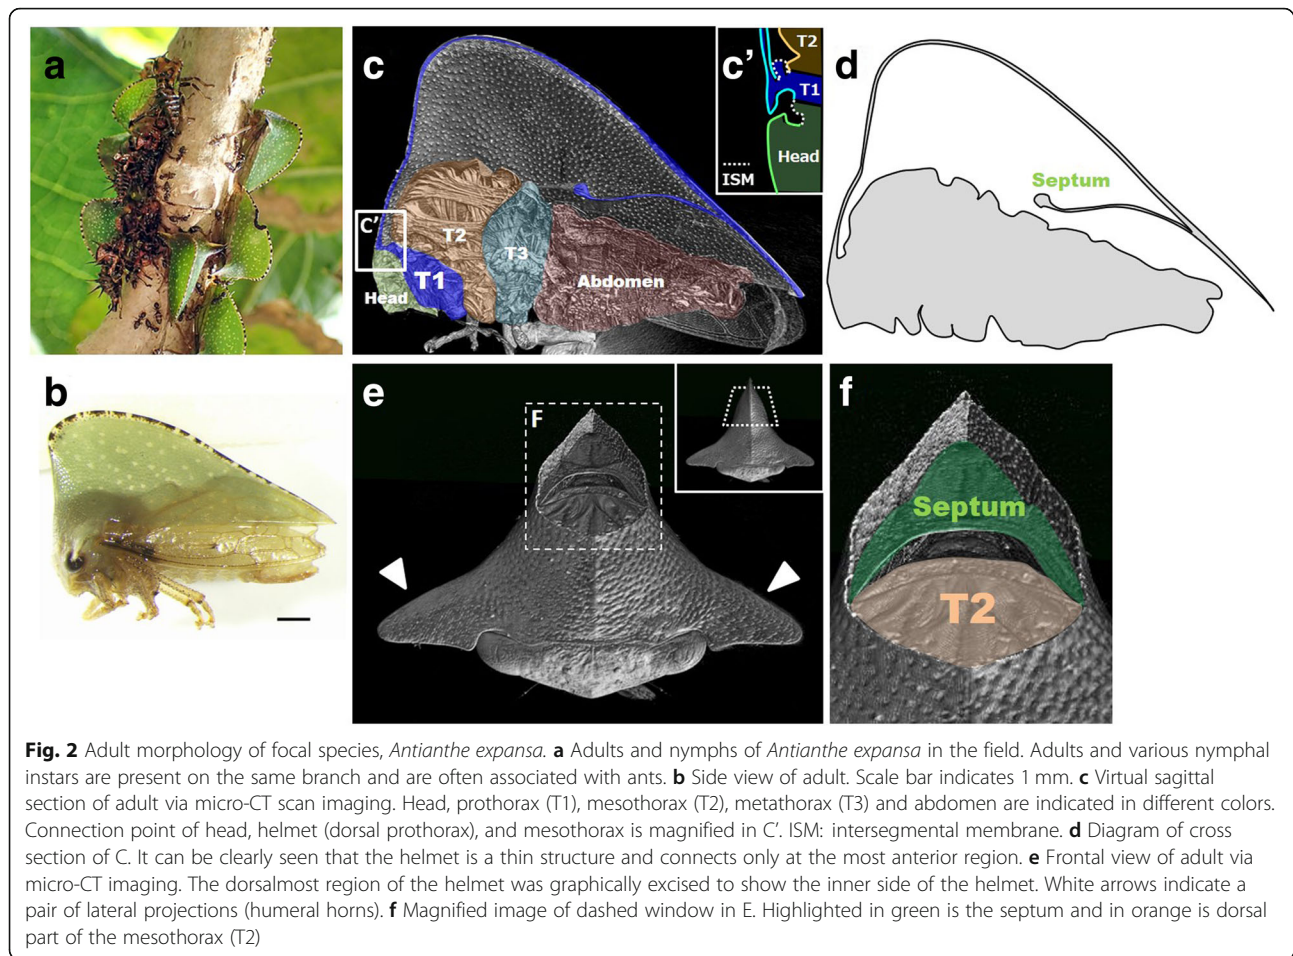 a
c
c'
T2
T1
Head
ISM
C'
T2
T3
T1
Head
Abdomen
d
Septum
b
e
F
f
Septum
T2
Fig. 2 Adult morphology of focal species, Antianthe expansa. a Adults and nymphs of Antianthe expansa in the field. Adults and various nymphal
instars are present on the same branch and are often associated with ants. b Side view of adult. Scale bar indicates 1 mm. c Virtual sagittal
section of adult via micro-CT scan imaging. Head, prothorax (T1), mesothorax (T2), metathorax (T3) and abdomen are indicated in different colors.
Connection point of head, helmet (dorsal prothorax), and mesothorax is magnified in C’. ISM: intersegmental membrane. d Diagram of cross
section of C. It can be clearly seen that the helmet is a thin structure and connects only at the most anterior region. e Frontal view of adult via
micro-CT imaging. The dorsalmost region of the helmet was graphically excised to show the inner side of the helmet. White arrows indicate a
pair of lateral projections (humeral horns). f Magnified image of dashed window in E. Highlighted in green is the septum and in orange is dorsal
part of the mesothorax (T2)